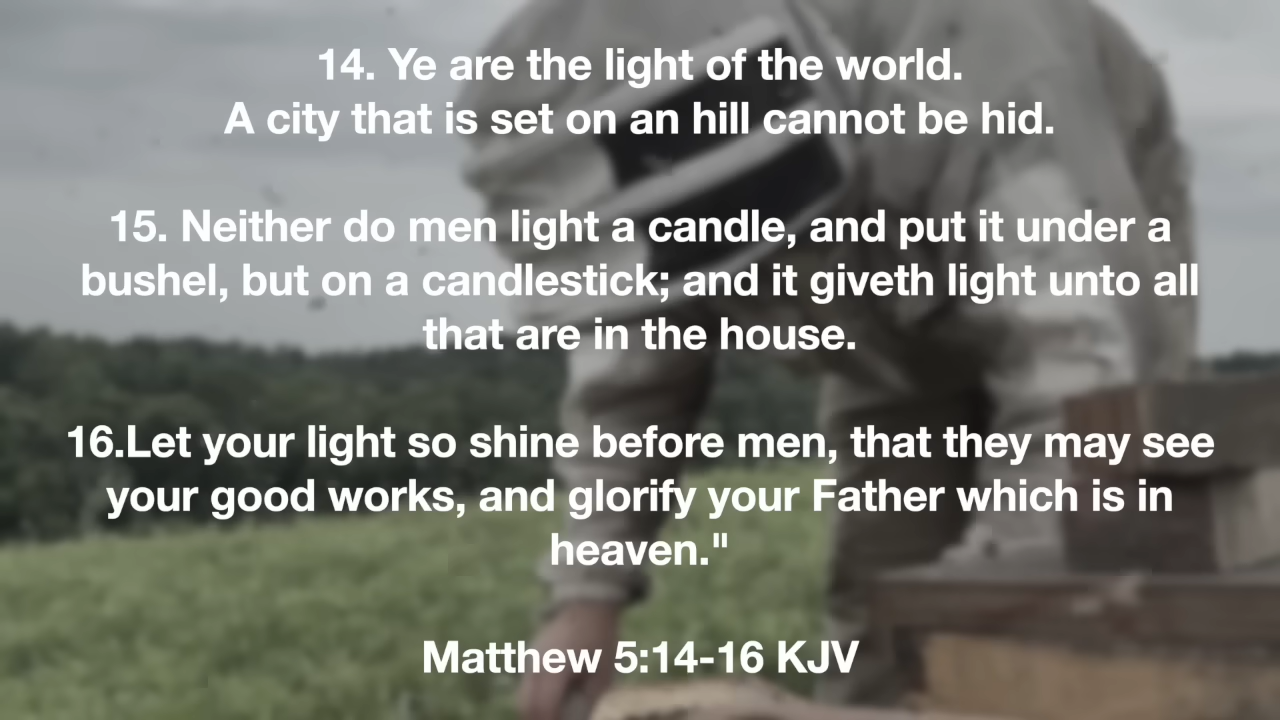 14. Ye are the light of the world.
A city that is set on an hill cannot be hid.
15. Neither do men light a candle, and put it under a
bushel, but on a candlestick; and it giveth light unto all
that are in the house.
16.Let your light so shine before men, that they may see
your good works, and glorify your Father which is in
heaven."
Matthew 5:14-16 KJV